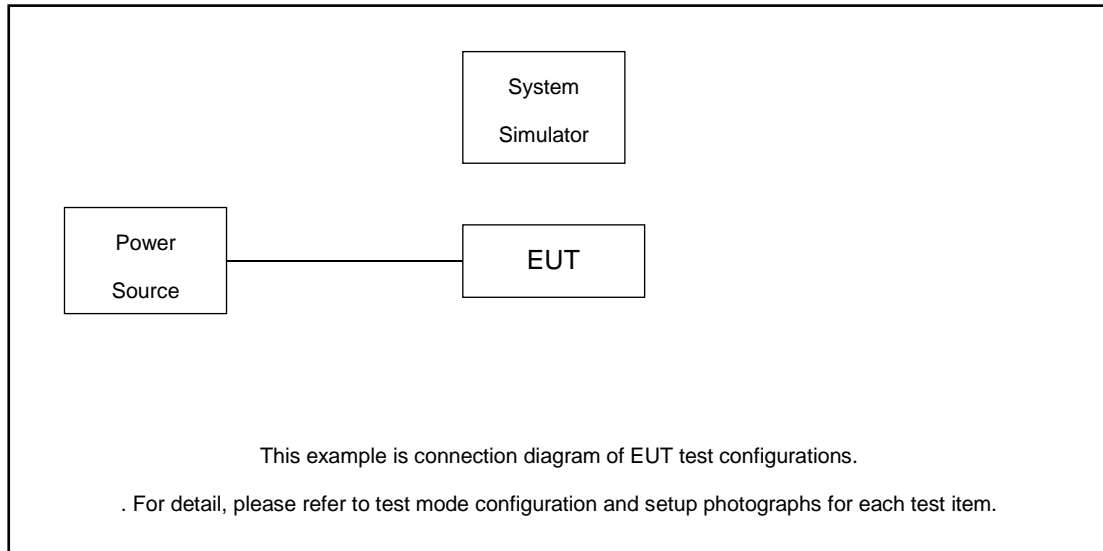 System
Simulator
Power
Source
EUT
This example is connection diagram of EUT test configurations.
. For detail, please refer to test mode configuration and setup photographs for each test item.